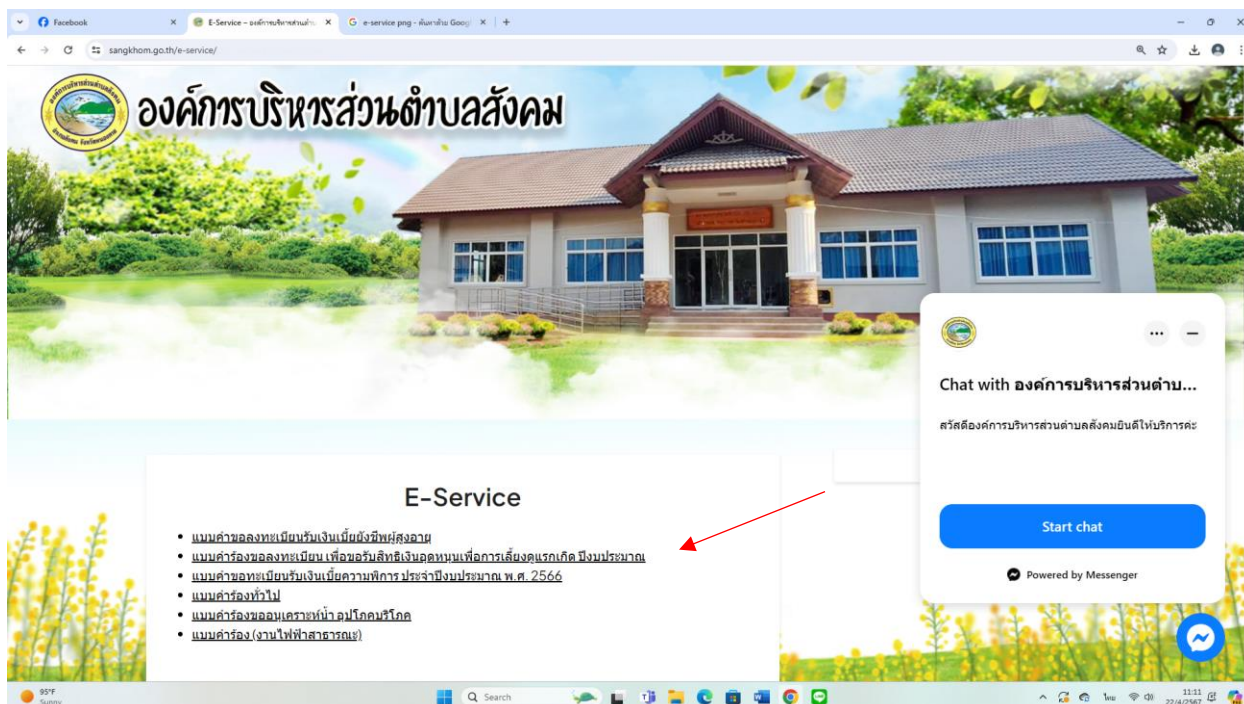 Facebook
E-Service – องค์การบริหารส่วนตำบ
e-service png - ค้นหาด้วย Googl
sangkhom.go.th/e-service/
องค์การบริหารส่วนตำบลสังคม
Chat with องค์การบริหารส่วนตำบ...
สวัสดีองค์การบริหารส่วนตำบลสังคมยินดีให้บริการค่ะ
Start chat
Powered by Messenger
E-Service
แบบคำขอลงทะเบียนรับเงินเบี้ยยังชีพผู้สูงอายุ
แบบคำร้องขอลงทะเบียน เพื่อขอรับสิทธิเงินอุดหนุนเพื่อการเลี้ยงดูแรกเกิด ปีงบประมาณ
แบบคำขอทะเบียนรับเงินเบี้ยความพิการ ประจำปีงบประมาณ พ.ศ. 2566
แบบคำร้องทั่วไป
แบบคำร้องขออนุเคราะห์น้ำ อุปโภคบริโภค
แบบคำร้อง (งานไฟฟ้าสาธารณะ)
95°F
Sunny
Search
ไทย
11:11
22/4/2567